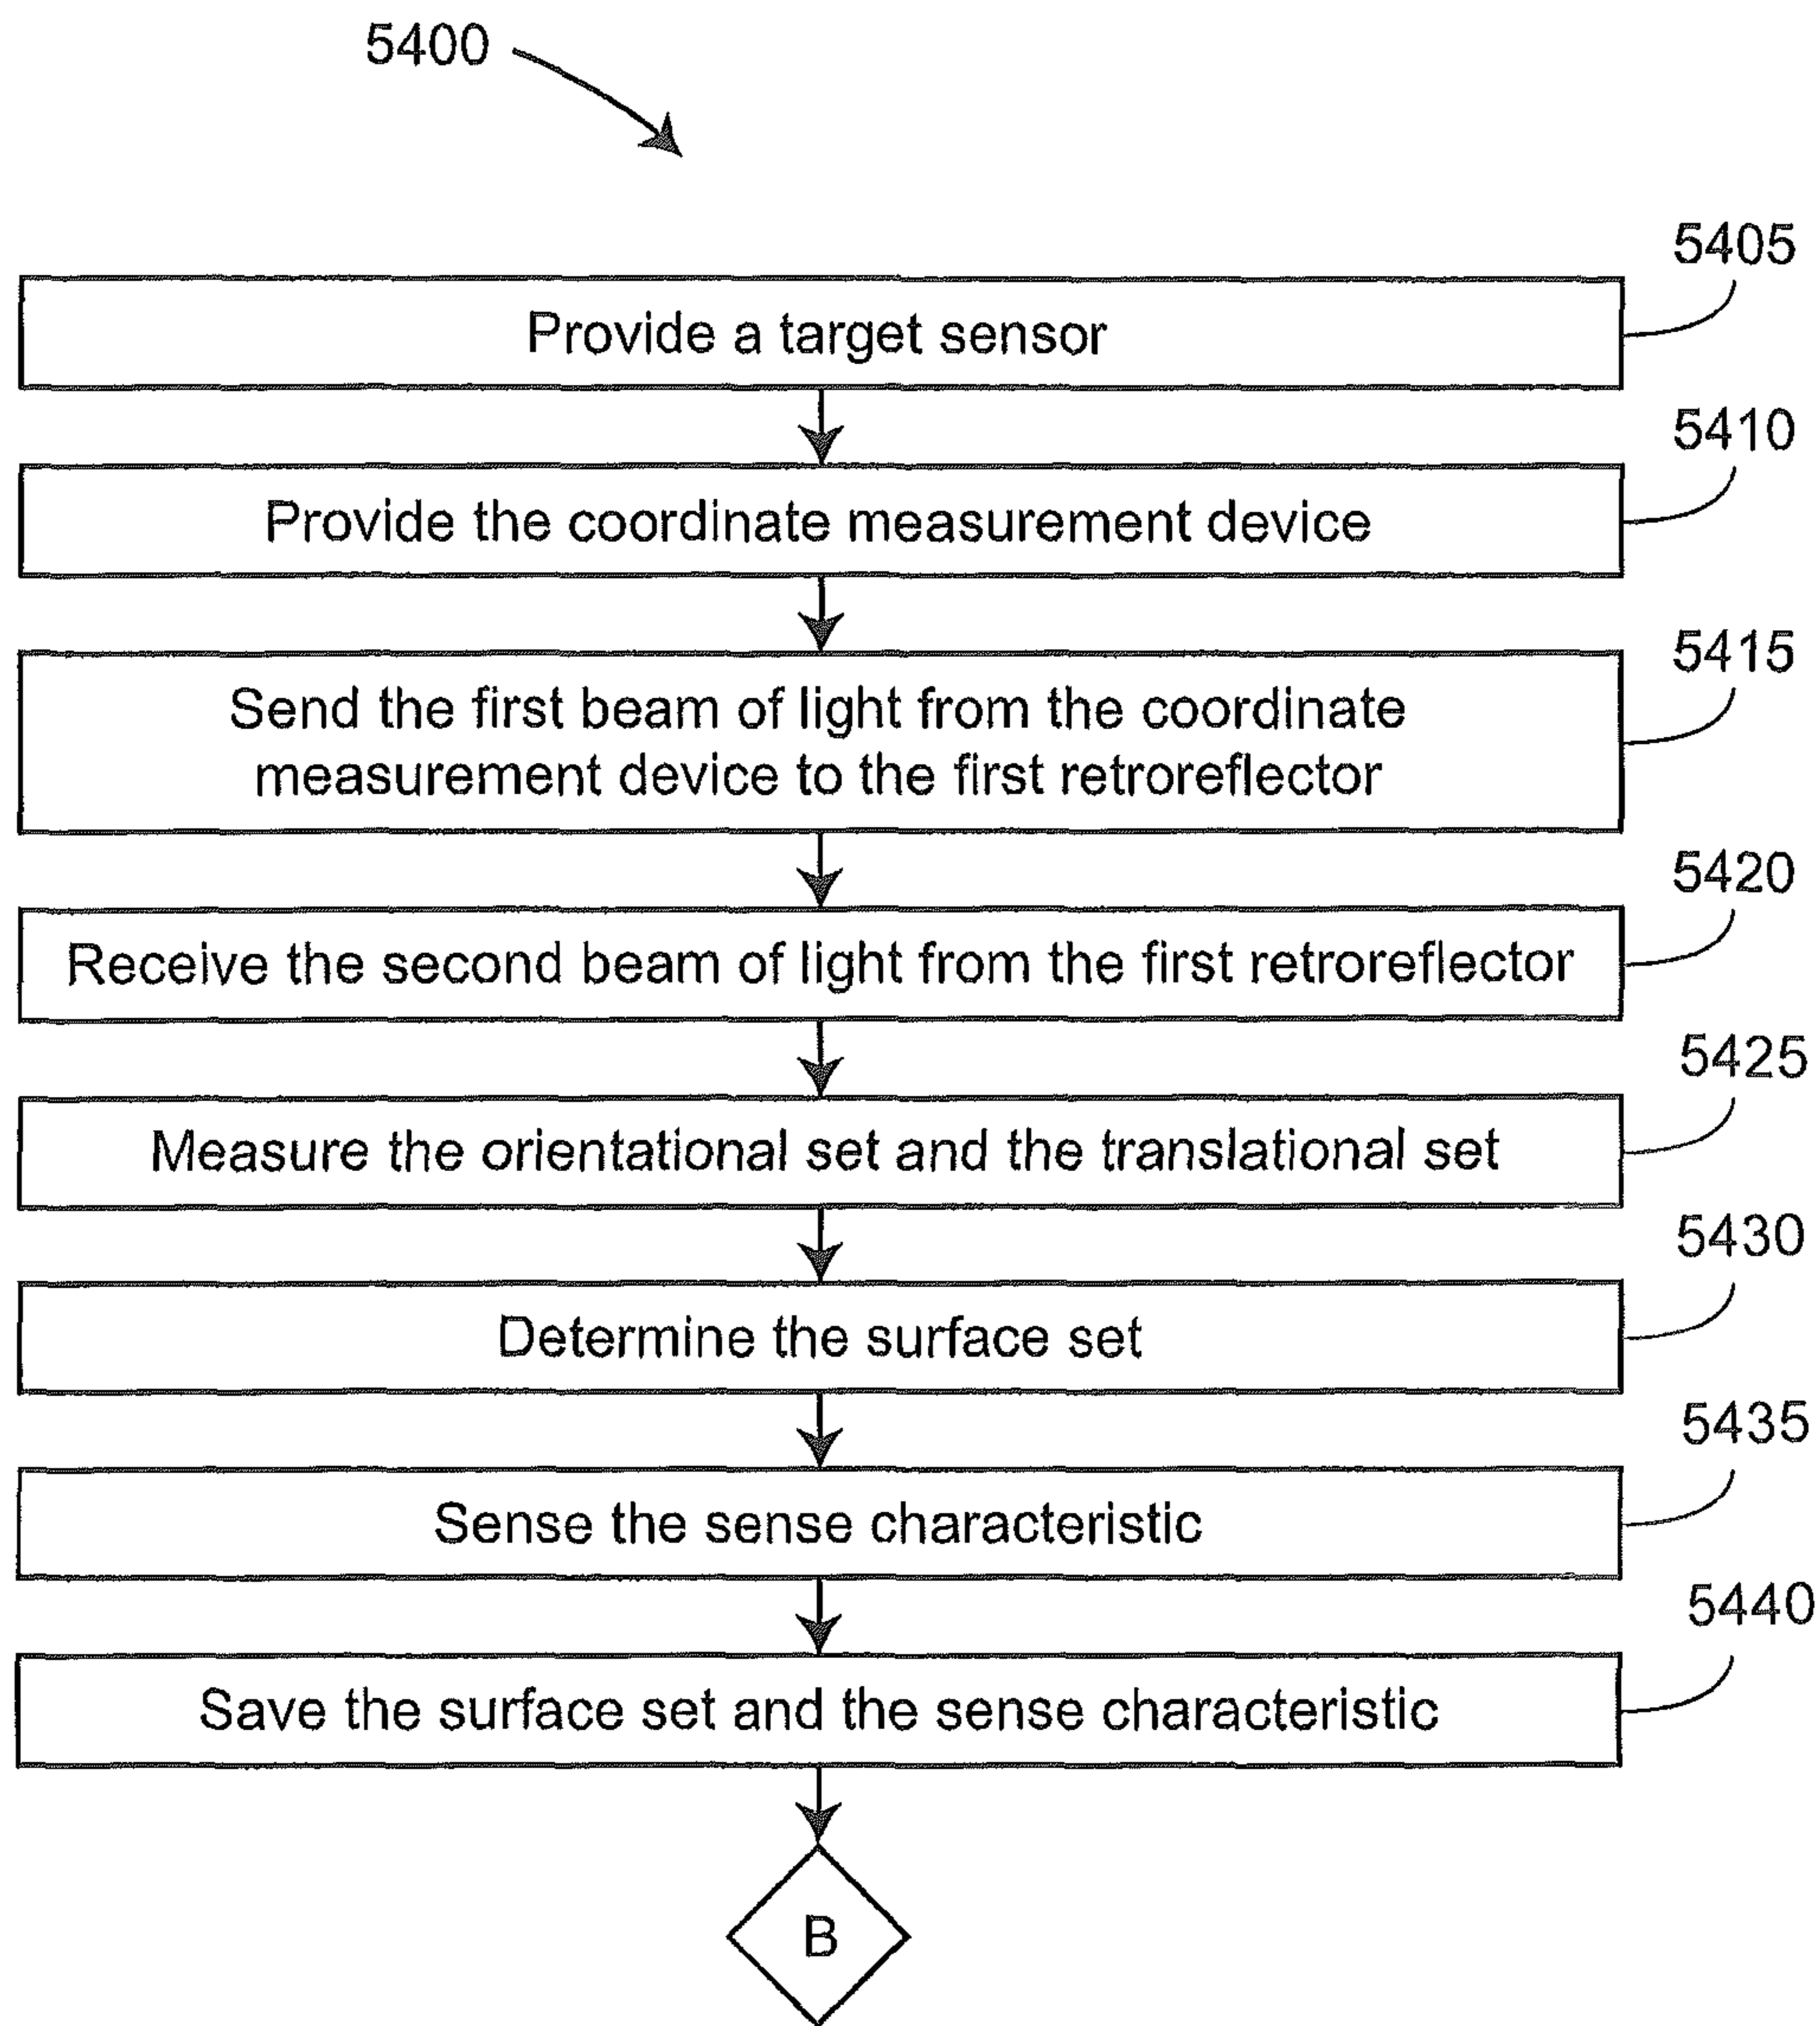 5400
5405
Provide a target sensor
5410
Provide the coordinate measurement device
5415
Send the first beam of light from the coordinate
measurement device to the first retroreflector
5420
Receive the second beam of light from the first retroreflector
5425
Measure the orientational set and the translational set
5430
Determine the surface set
5435
Sense the sense characteristic
5440
Save the surface set and the sense characteristic
B